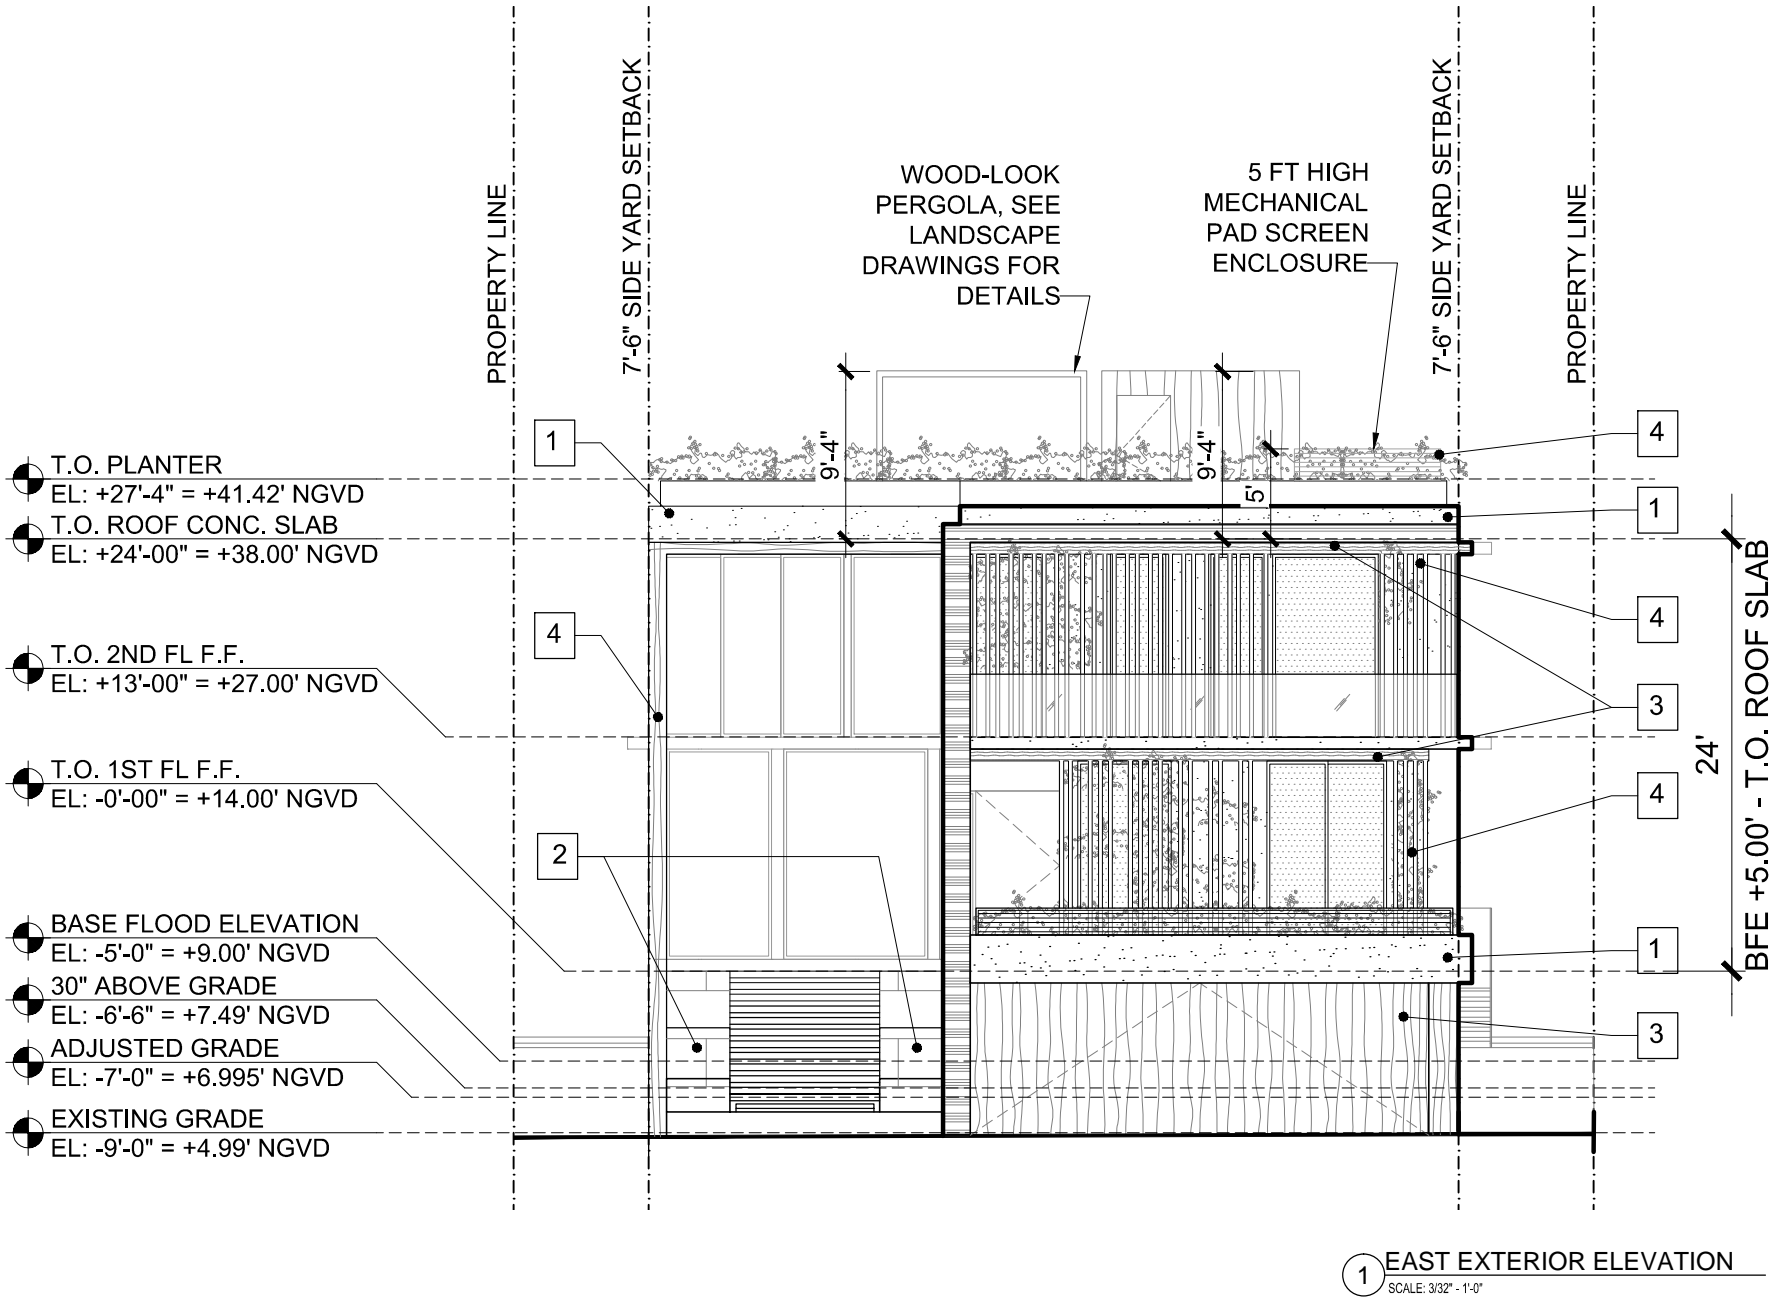 PROPERTY LINE
7'-6" SIDE YARD SETBACK
WOOD-LOOK
PERGOLA, SEE
LANDSCAPE
DRAWINGS FOR
DETAILS
5 FT HIGH
MECHANICAL
PAD SCREEN
ENCLOSURE
7'-6" SIDE YARD SETBACK
PROPERTY LINE
9'-4"
9'-4"
5'
1
4
2
4
1
4
3
4
1
3
T.O. PLANTER
EL: +27'-4" = +41.42' NGVD
T.O. ROOF CONC. SLAB
EL: +24'-00" = +38.00' NGVD
T.O. 2ND FL F.F.
EL: +13'-00" = +27.00' NGVD
T.O. 1ST FL F.F.
EL: -0'-00" = +14.00' NGVD
BASE FLOOD ELEVATION
EL: -5'-0" = +9.00' NGVD
30" ABOVE GRADE
EL: -6'-6" = +7.49' NGVD
ADJUSTED GRADE
EL: -7'-0" = +6.995' NGVD
EXISTING GRADE
EL: -9'-0" = +4.99' NGVD
24'
BFE +5.00' - T.O. ROOF SLAB
1
EAST EXTERIOR ELEVATION
SCALE: 3/32" - 1'-0"